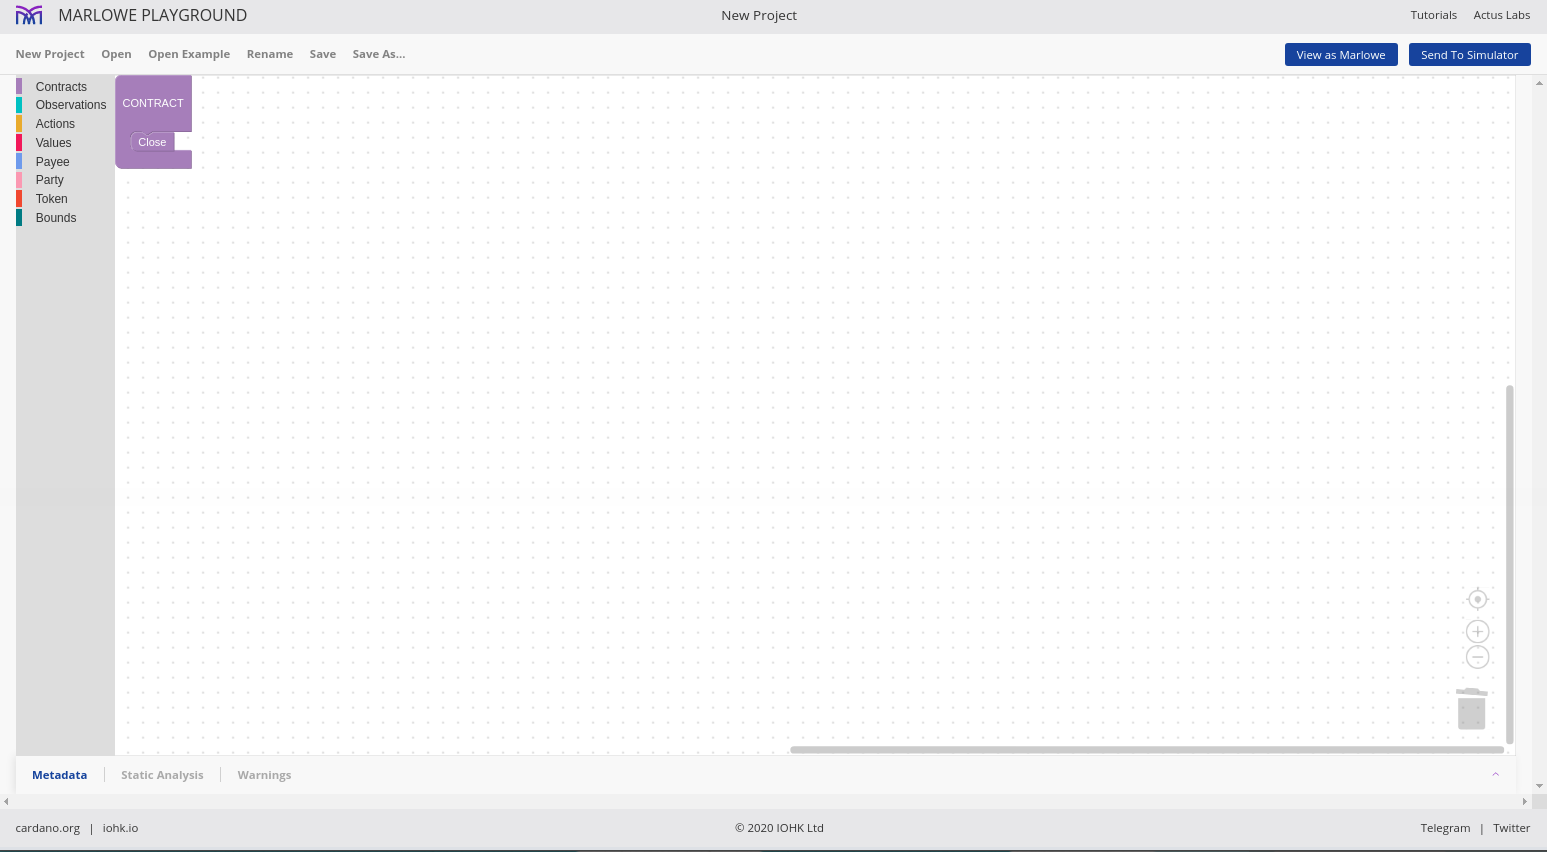 MARLOWE PLAYGROUND New Project Tutorials Actus Labs
New Project Open Open Example Rename Save Save As... View as Marlowe Send To Simulator
Contracts
Observations
Actions
Values
Payee
Party
Token
Bounds
CONTRACT
Close
Metadata Static Analysis Warnings
cardano.org | iohk.io © 2020 IOHK Ltd Telegram | Twitter